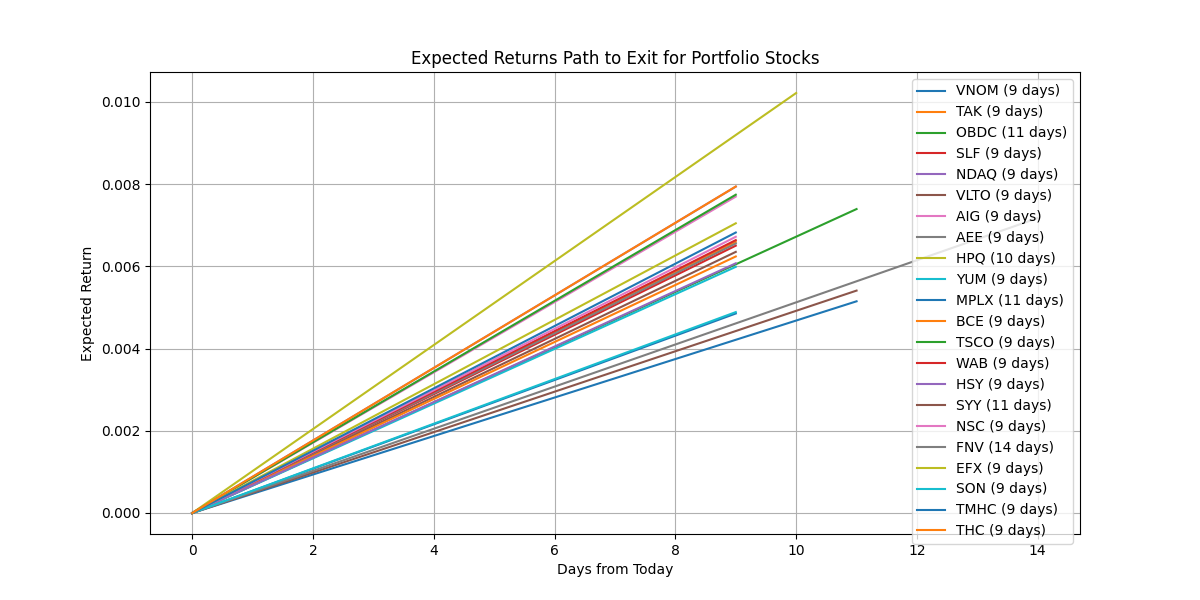 Expected Returns Path to Exit for Portfolio Stocks
Expected Return
0.010
0.008
0.006
0.004
0.002
0.000
0 2 4 6 8 10 12 14
Days from Today
VNOM (9 days)
TAK (9 days)
OBDC (11 days)
SLF (9 days)
NDAQ (9 days)
VLTO (9 days)
AIG (9 days)
AEE (9 days)
HPQ (10 days)
YUM (9 days)
MPLX (11 days)
BCE (9 days)
TSCO (9 days)
WAB (9 days)
HSY (9 days)
SYY (11 days)
NSC (9 days)
FNV (14 days)
EFX (9 days)
SON (9 days)
TMHC (9 days)
THC (9 days)